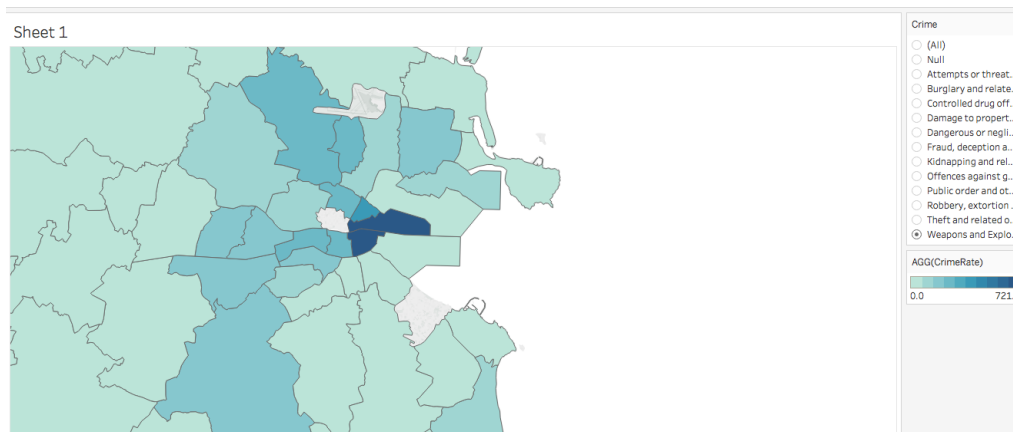 Sheet 1
Crime
(All)
Null
Attempts or threat..
Burglary and relate..
Controlled drug off..
Damage to propert..
Dangerous or negli..
Fraud, deception a..
Kidnapping and rel..
Offences against g..
Public order and ot..
Robbery, extortion ..
Theft and related o..
Weapons and Explo..
AGG(CrimeRate)
0.0 721.